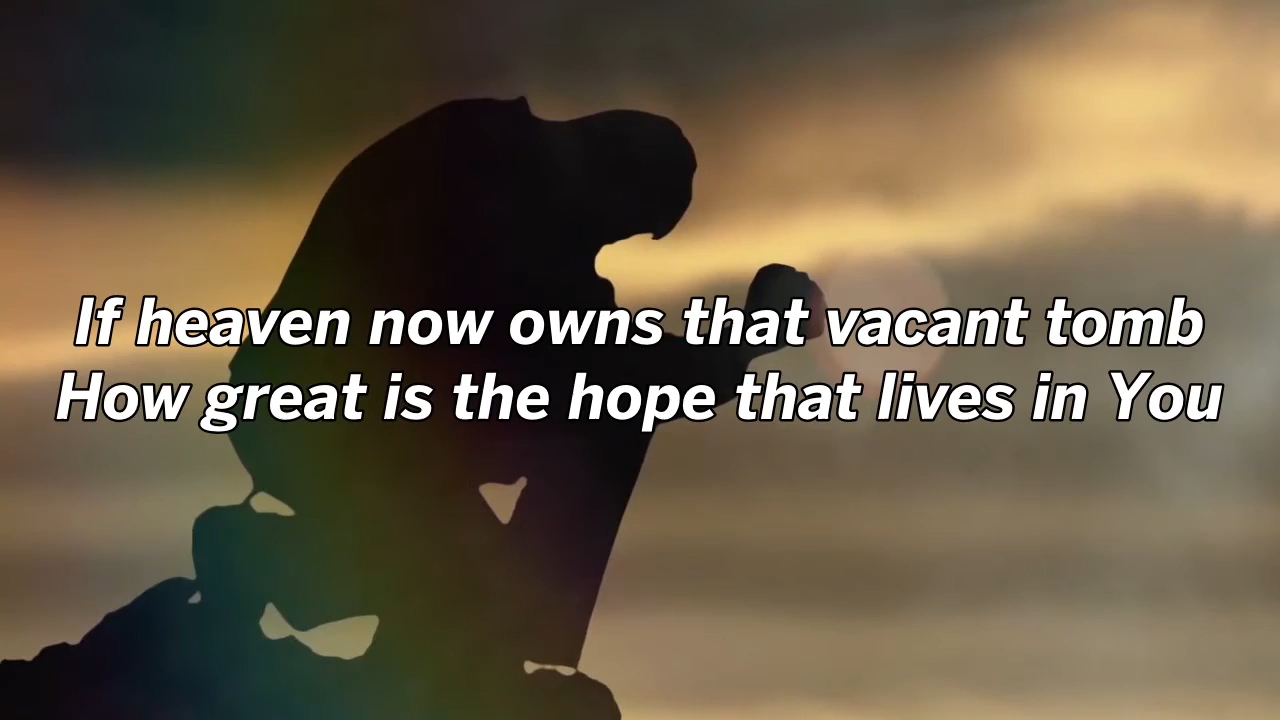 If heaven now owns that vacant tomb
How great is the hope that lives in You